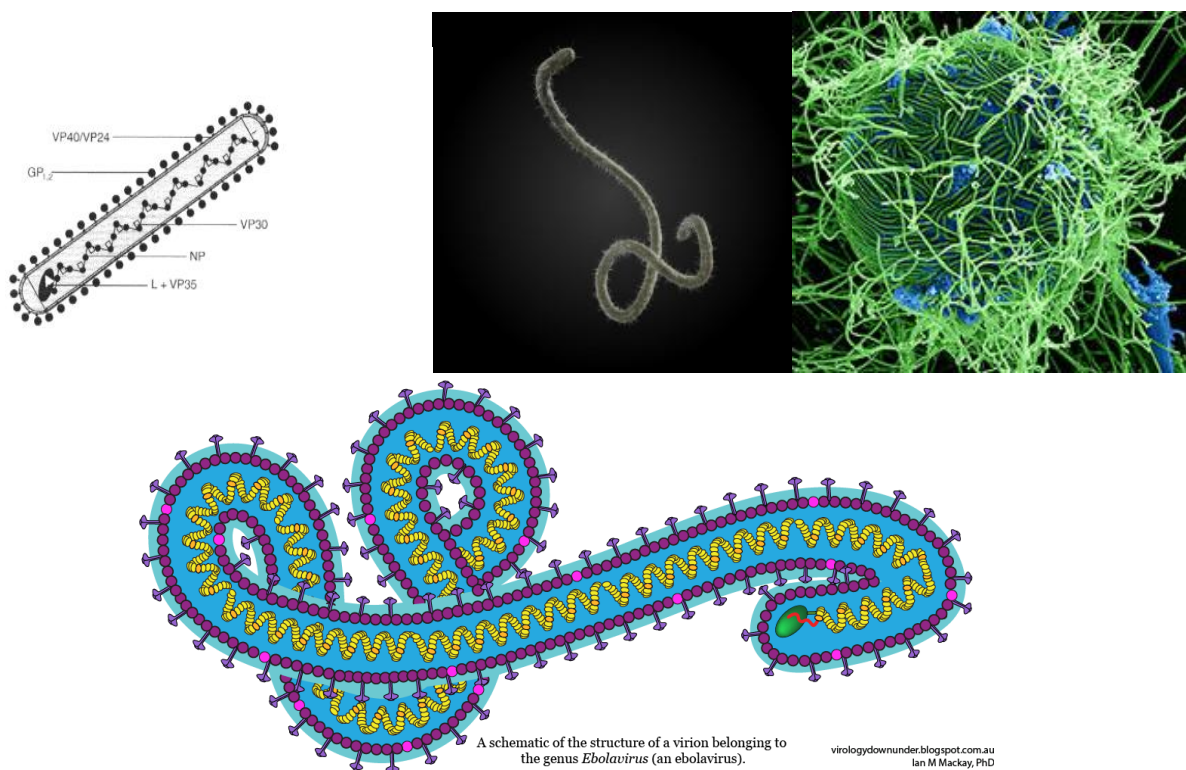 VP40/VP24
GP1,2
VP30
NP
L + VP35
A schematic of the structure of a virion belonging to
the genus Ebolavirus (an ebolavirus).
virologydownunder.blogspot.com.au
Ian M Mackay, PhD